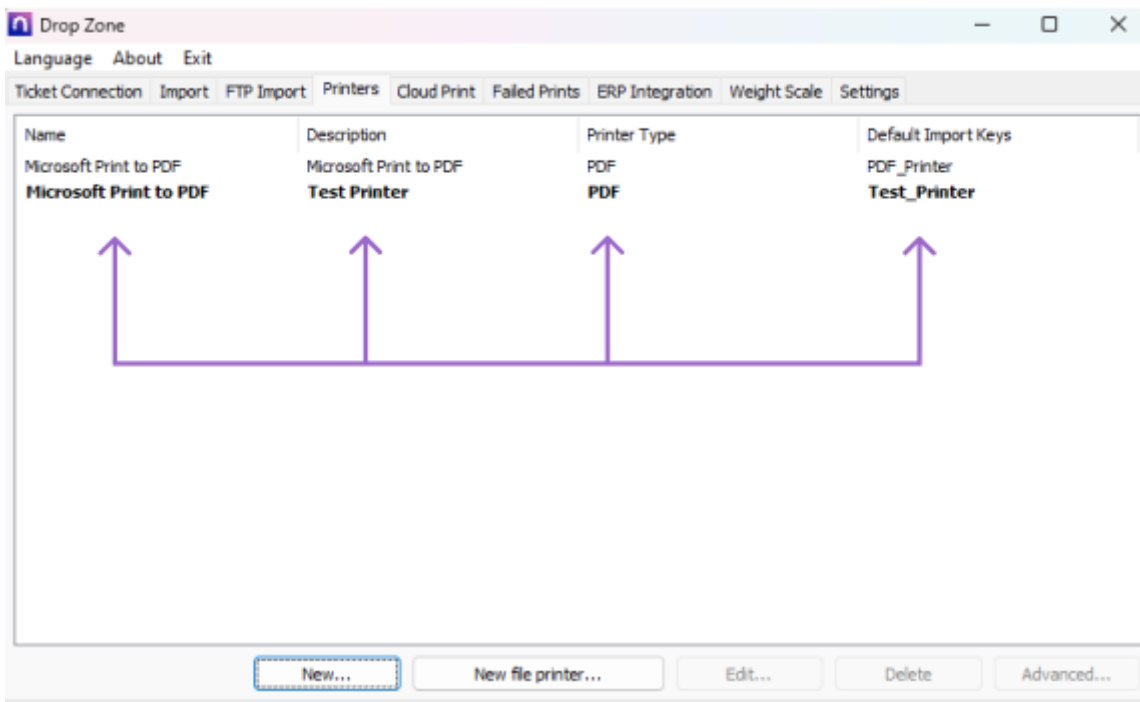 Drop Zone
Language About Exit
Ticket Connection Import FTP Import Printers Cloud Print Failed Prints ERP Integration Weight Scale Settings
Name Description Printer Type Default Import Keys
Microsoft Print to PDF Microsoft Print to PDF PDF PDF_Printer
Microsoft Print to PDF Test Printer PDF Test_Printer
New... New file printer... Edit... Delete Advanced...